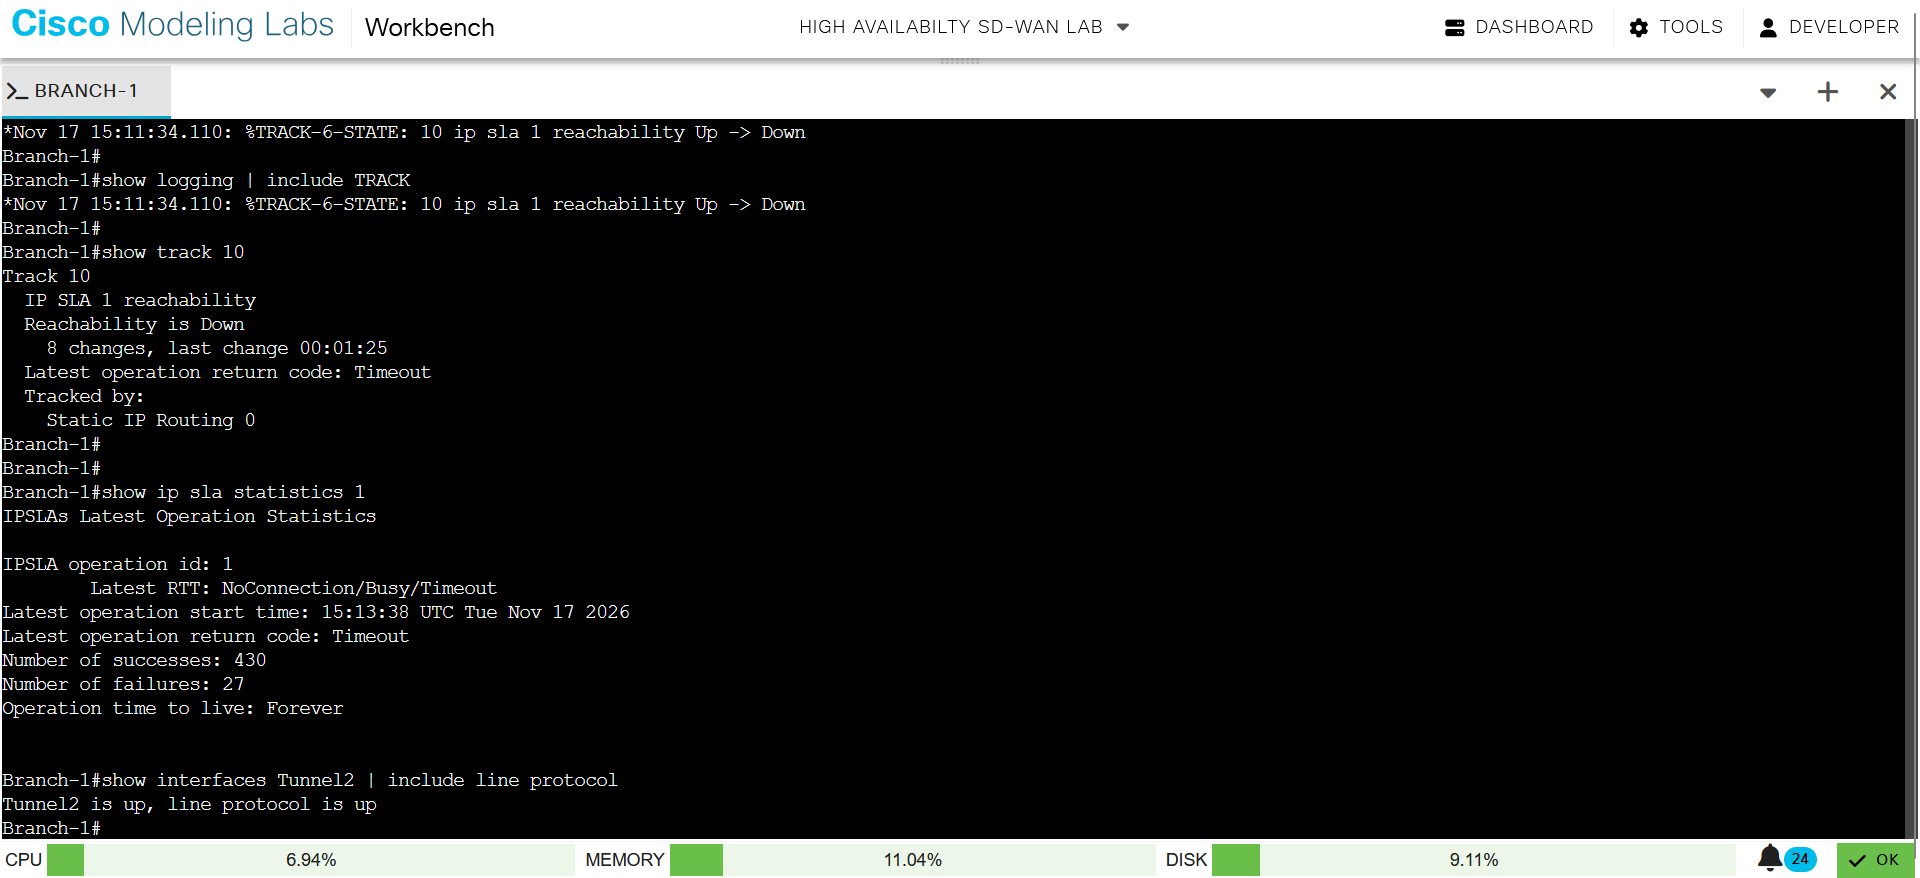 Cisco Modeling Labs Workbench HIGH AVAILABILTY SD-WAN LAB DASHBOARD TOOLS DEVELOPER
BRANCH-1
*Nov 17 15:11:34.110: %TRACK-6-STATE: 10 ip sla 1 reachability Up -> Down
Branch-1#
Branch-1#show logging | include TRACK
*Nov 17 15:11:34.110: %TRACK-6-STATE: 10 ip sla 1 reachability Up -> Down
Branch-1#
Branch-1#show track 10
Track 10
  IP SLA 1 reachability
  Reachability is Down
    8 changes, last change 00:01:25
  Latest operation return code: Timeout
  Tracked by:
    Static IP Routing 0
Branch-1#
Branch-1#
Branch-1#show ip sla statistics 1
IPSLAs Latest Operation Statistics
IPSLA operation id: 1
        Latest RTT: NoConnection/Busy/Timeout
Latest operation start time: 15:13:38 UTC Tue Nov 17 2026
Latest operation return code: Timeout
Number of successes: 430
Number of failures: 27
Operation time to live: Forever
Branch-1#show interfaces Tunnel2 | include line protocol
Tunnel2 is up, line protocol is up
Branch-1#
CPU 6.94% MEMORY 11.04% DISK 9.11% 24 OK